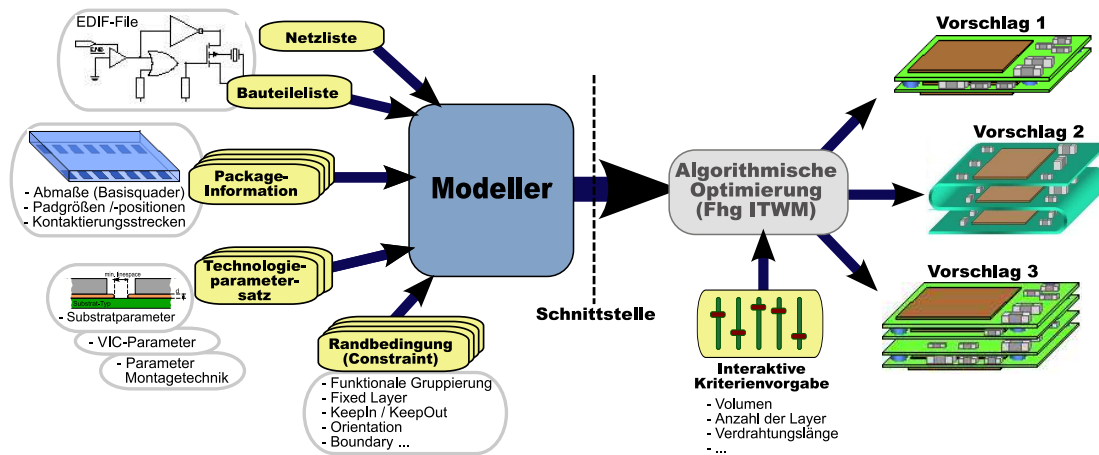 EDIF-File
Netzliste
Bauteileliste
- Abmaße (Basisquader)
- Padgrößen /-positionen
- Kontaktierungsstrecken
Package-
Information
min. linespace
d
Substrat-Typ
- Substratparameter
- VIC-Parameter
- Parameter
Montagetechnik
Technologie-
parameter-
satz
Randbedingung
(Constraint)
- Funktionale Gruppierung
- Fixed Layer
- KeepIn / KeepOut
- Orientation
- Boundary ...
Modeller
Schnittstelle
Algorithmische
Optimierung
(Fhg ITWM)
Interaktive
Kriterienvorgabe
- Volumen
- Anzahl der Layer
- Verdrahtungslänge
- ...
Vorschlag 1
Vorschlag 2
Vorschlag 3